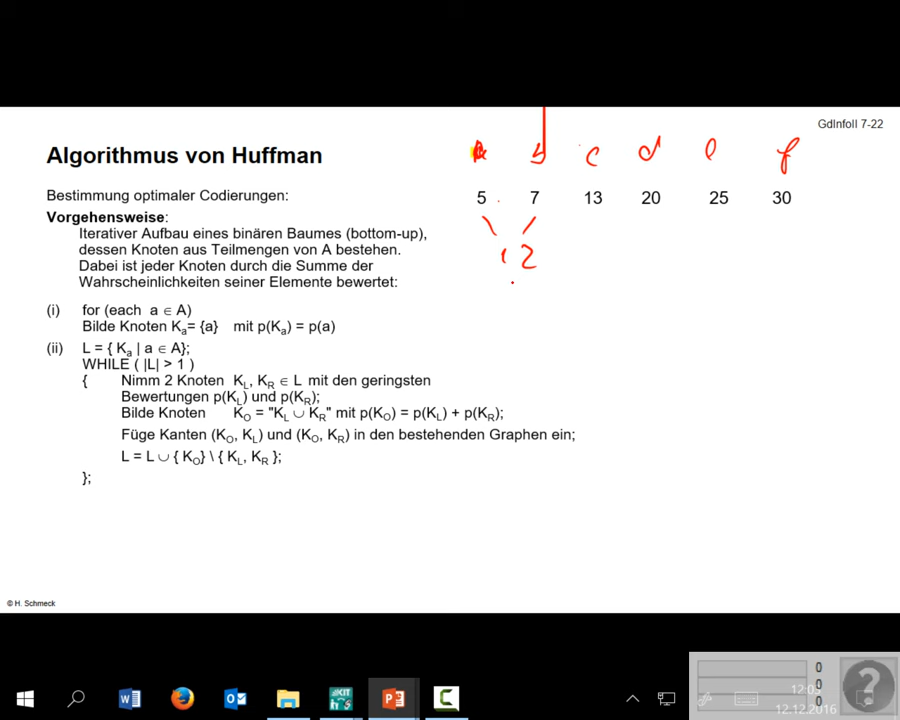 GdInfoII 7-22
Algorithmus von Huffman
b c d e f
Bestimmung optimaler Codierungen:
5 7 13 20 25 30
Vorgehensweise:
Iterativer Aufbau eines binären Baumes (bottom-up),
dessen Knoten aus Teilmengen von A bestehen.
12
Dabei ist jeder Knoten durch die Summe der
Wahrscheinlichkeiten seiner Elemente bewertet:
(i) for (each a ∈ A)
Bilde Knoten Ka= {a} mit p(Ka) = p(a)
(ii) L = { Ka | a ∈ A};
WHILE ( |L| > 1 )
{ Nimm 2 Knoten KL, KR ∈ L mit den geringsten
Bewertungen p(KL) und p(KR);
Bilde Knoten KO = "KL ∪ KR" mit p(KO) = p(KL) + p(KR);
Füge Kanten (KO, KL) und (KO, KR) in den bestehenden Graphen ein;
L = L ∪ { KO} \ { KL, KR };
};
© H. Schmeck
0
0
0
12.12.2016